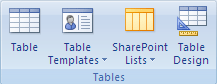 Table
Table
Templates
SharePoint
Lists
Table
Design
Tables